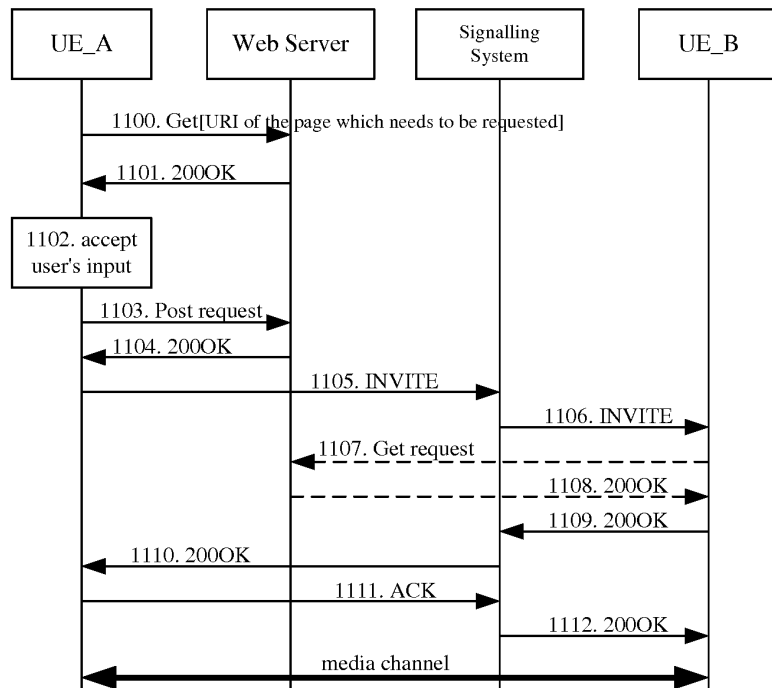 UE_A
Web Server
Signalling
System
UE_B
1100. Get[URI of the page which needs to be requested]
1101. 200OK
1102. accept
user's input
1103. Post request
1104. 200OK
1105. INVITE
1106. INVITE
1107. Get request
1108. 200OK
1109. 200OK
1110. 200OK
1111. ACK
1112. 200OK
media channel